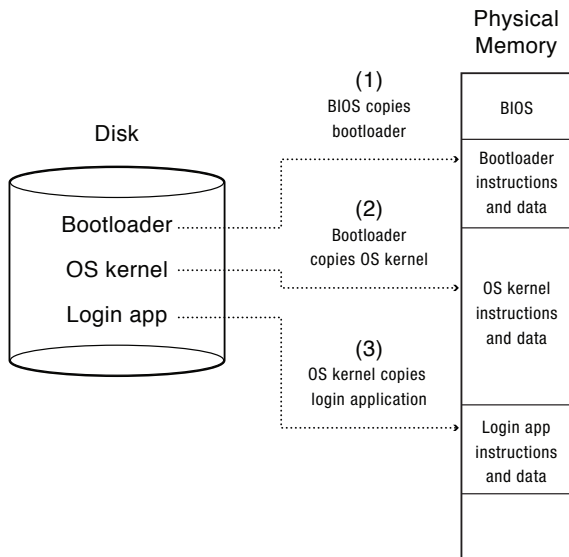 Physical
Memory
(1)
BIOS copies
bootloader
BIOS
Disk
Bootloader
instructions
and data
Bootloader
(2)
Bootloader
copies OS kernel
OS kernel
OS kernel
instructions
and data
Login app
(3)
OS kernel copies
login application
Login app
instructions
and data